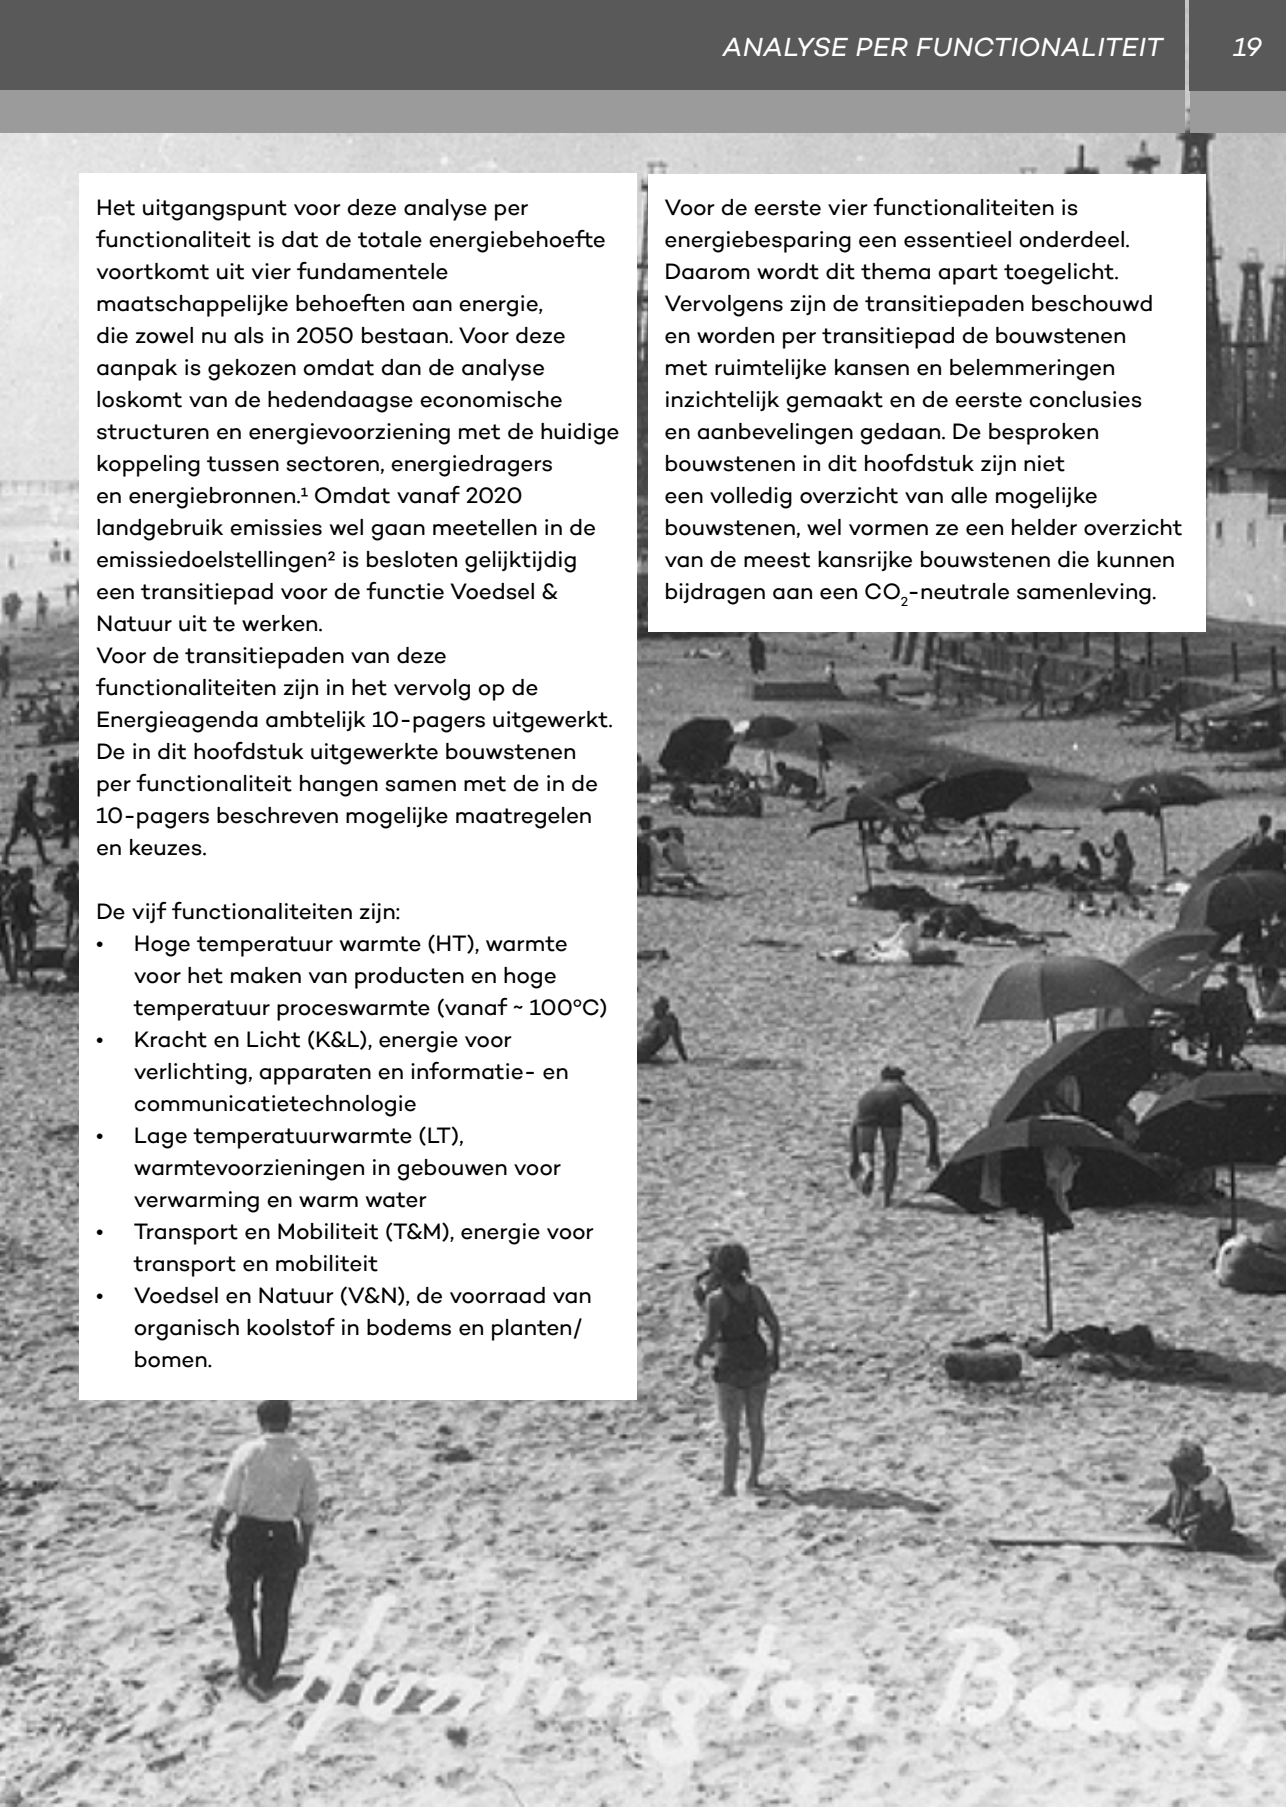 ANALYSE PER FUNCTIONALITEIT
19
Het uitgangspunt voor deze analyse per
functionaliteit is dat de totale energiebehoefte
voortkomt uit vier fundamentele
maatschappelijke behoeften aan energie,
die zowel nu als in 2050 bestaan. Voor deze
aanpak is gekozen omdat dan de analyse
loskomt van de hedendaagse economische
structuren en energievoorziening met de huidige
koppeling tussen sectoren, energiedragers
en energiebronnen.¹ Omdat vanaf 2020
landgebruik emissies wel gaan meetellen in de
emissiedoelstellingen² is besloten gelijktijdig
een transitiepad voor de functie Voedsel &
Natuur uit te werken.
Voor de transitiepaden van deze
functionaliteiten zijn in het vervolg op de
Energieagenda ambtelijk 10-pagers uitgewerkt.
De in dit hoofdstuk uitgewerkte bouwstenen
per functionaliteit hangen samen met de in de
10-pagers beschreven mogelijke maatregelen
en keuzes.
De vijf functionaliteiten zijn:
• Hoge temperatuur warmte (HT), warmte
voor het maken van producten en hoge
temperatuur proceswarmte (vanaf ~ 100°C)
• Kracht en Licht (K&L), energie voor
verlichting, apparaten en informatie- en
communicatietechnologie
• Lage temperatuurwarmte (LT),
warmtevoorzieningen in gebouwen voor
verwarming en warm water
• Transport en Mobiliteit (T&M), energie voor
transport en mobiliteit
• Voedsel en Natuur (V&N), de voorraad van
organisch koolstof in bodems en planten/
bomen.
Voor de eerste vier functionaliteiten is
energiebesparing een essentieel onderdeel.
Daarom wordt dit thema apart toegelicht.
Vervolgens zijn de transitiepaden beschouwd
en worden per transitiepad de bouwstenen
met ruimtelijke kansen en belemmeringen
inzichtelijk gemaakt en de eerste conclusies
en aanbevelingen gedaan. De besproken
bouwstenen in dit hoofdstuk zijn niet
een volledig overzicht van alle mogelijke
bouwstenen, wel vormen ze een helder overzicht
van de meest kansrijke bouwstenen die kunnen
bijdragen aan een CO₂-neutrale samenleving.
Huntington Beach,